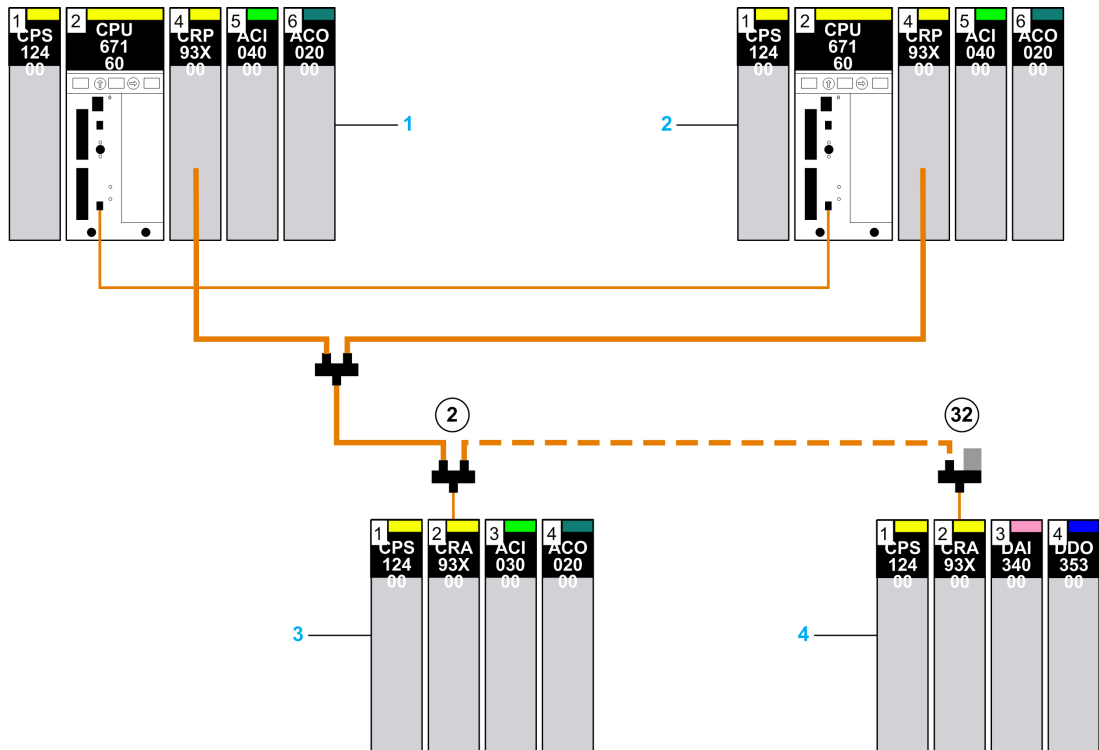 1 2 4 5 6
CPS CPU CRP ACI ACO
124 671 93X 040 020
00 60 00 00 00
1
1 2 4 5 6
CPS CPU CRP ACI ACO
124 671 93X 040 020
00 60 00 00 00
2
2
32
1 2 3 4
CPS CRA ACI ACO
124 93X 030 020
00 00 00 00
3
1 2 3 4
CPS CRA DAI DDO
124 93X 340 353
00 00 00 00
4